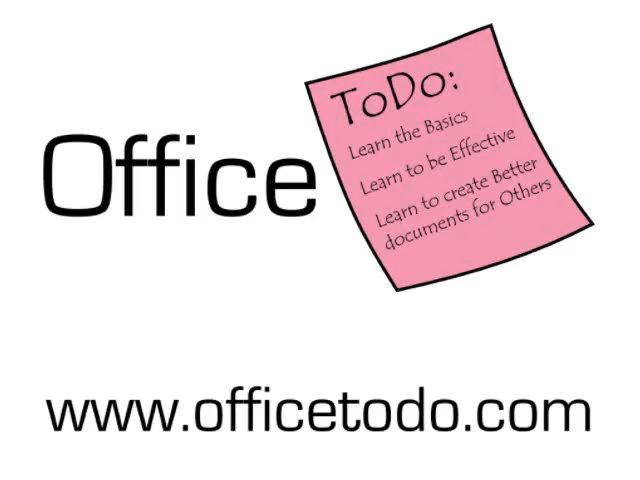 Office
ToDo:
Learn the Basics
Learn to be Effective
Learn to create Better
documents for Others
www.officetodo.com